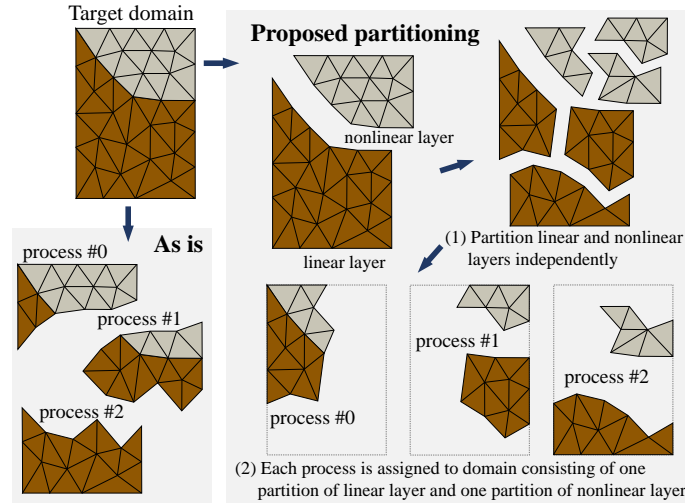 Target domain
Proposed partitioning
nonlinear layer
linear layer
(1) Partition linear and nonlinear
layers independently
As is
process #0
process #1
process #2
process #0
process #1
process #2
(2) Each process is assigned to domain consisting of one
partition of linear layer and one partition of nonlinear layer